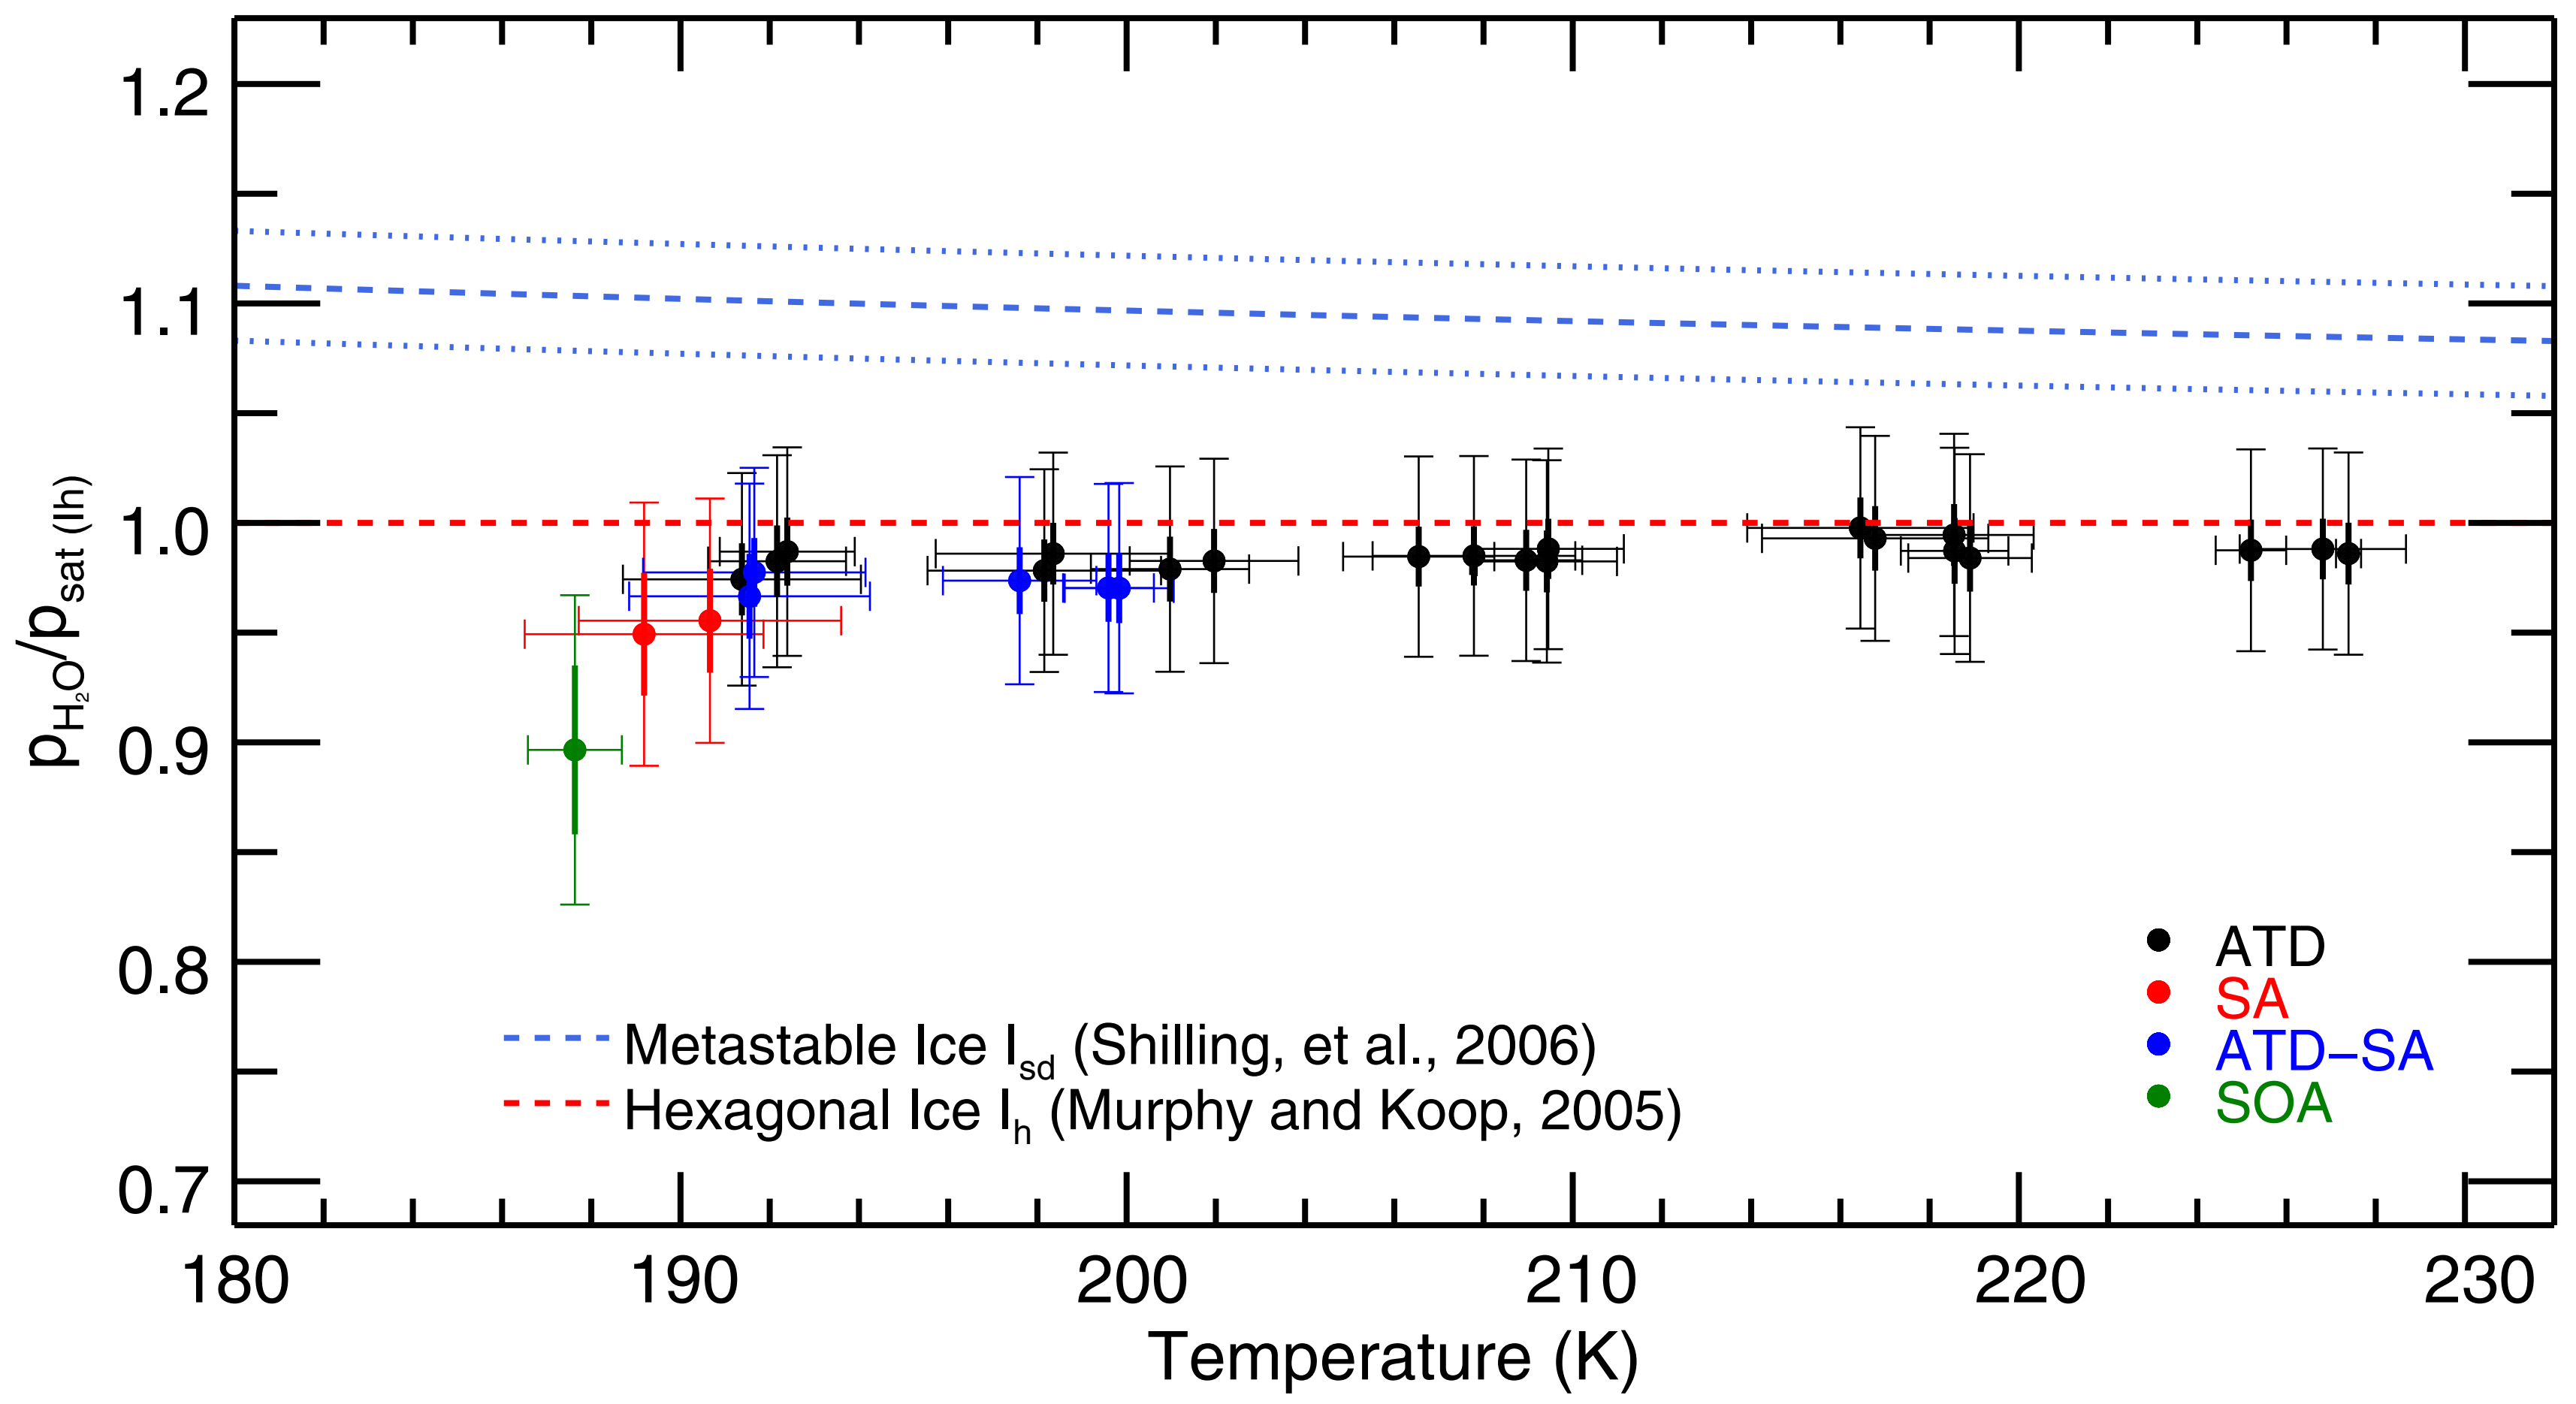 1.2
1.1
1.0
0.9
0.8
0.7
pH₂O/psat (Ih)
ATD
SA
ATD–SA
SOA
Metastable Ice Isd (Shilling, et al., 2006)
Hexagonal Ice Ih (Murphy and Koop, 2005)
180 190 200 210 220 230
Temperature (K)